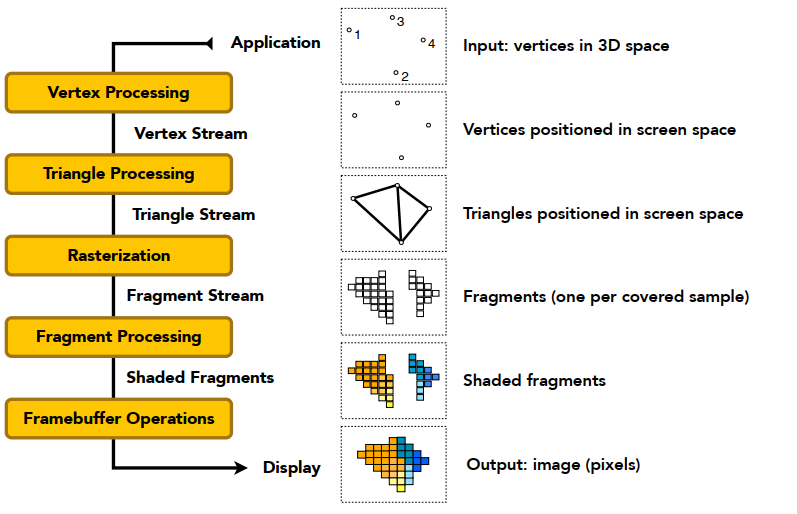 Application
3
1
4
2
Input: vertices in 3D space
Vertex Processing
Vertex Stream
Vertices positioned in screen space
Triangle Processing
Triangle Stream
Triangles positioned in screen space
Rasterization
Fragment Stream
Fragments (one per covered sample)
Fragment Processing
Shaded Fragments
Shaded fragments
Framebuffer Operations
Display
Output: image (pixels)